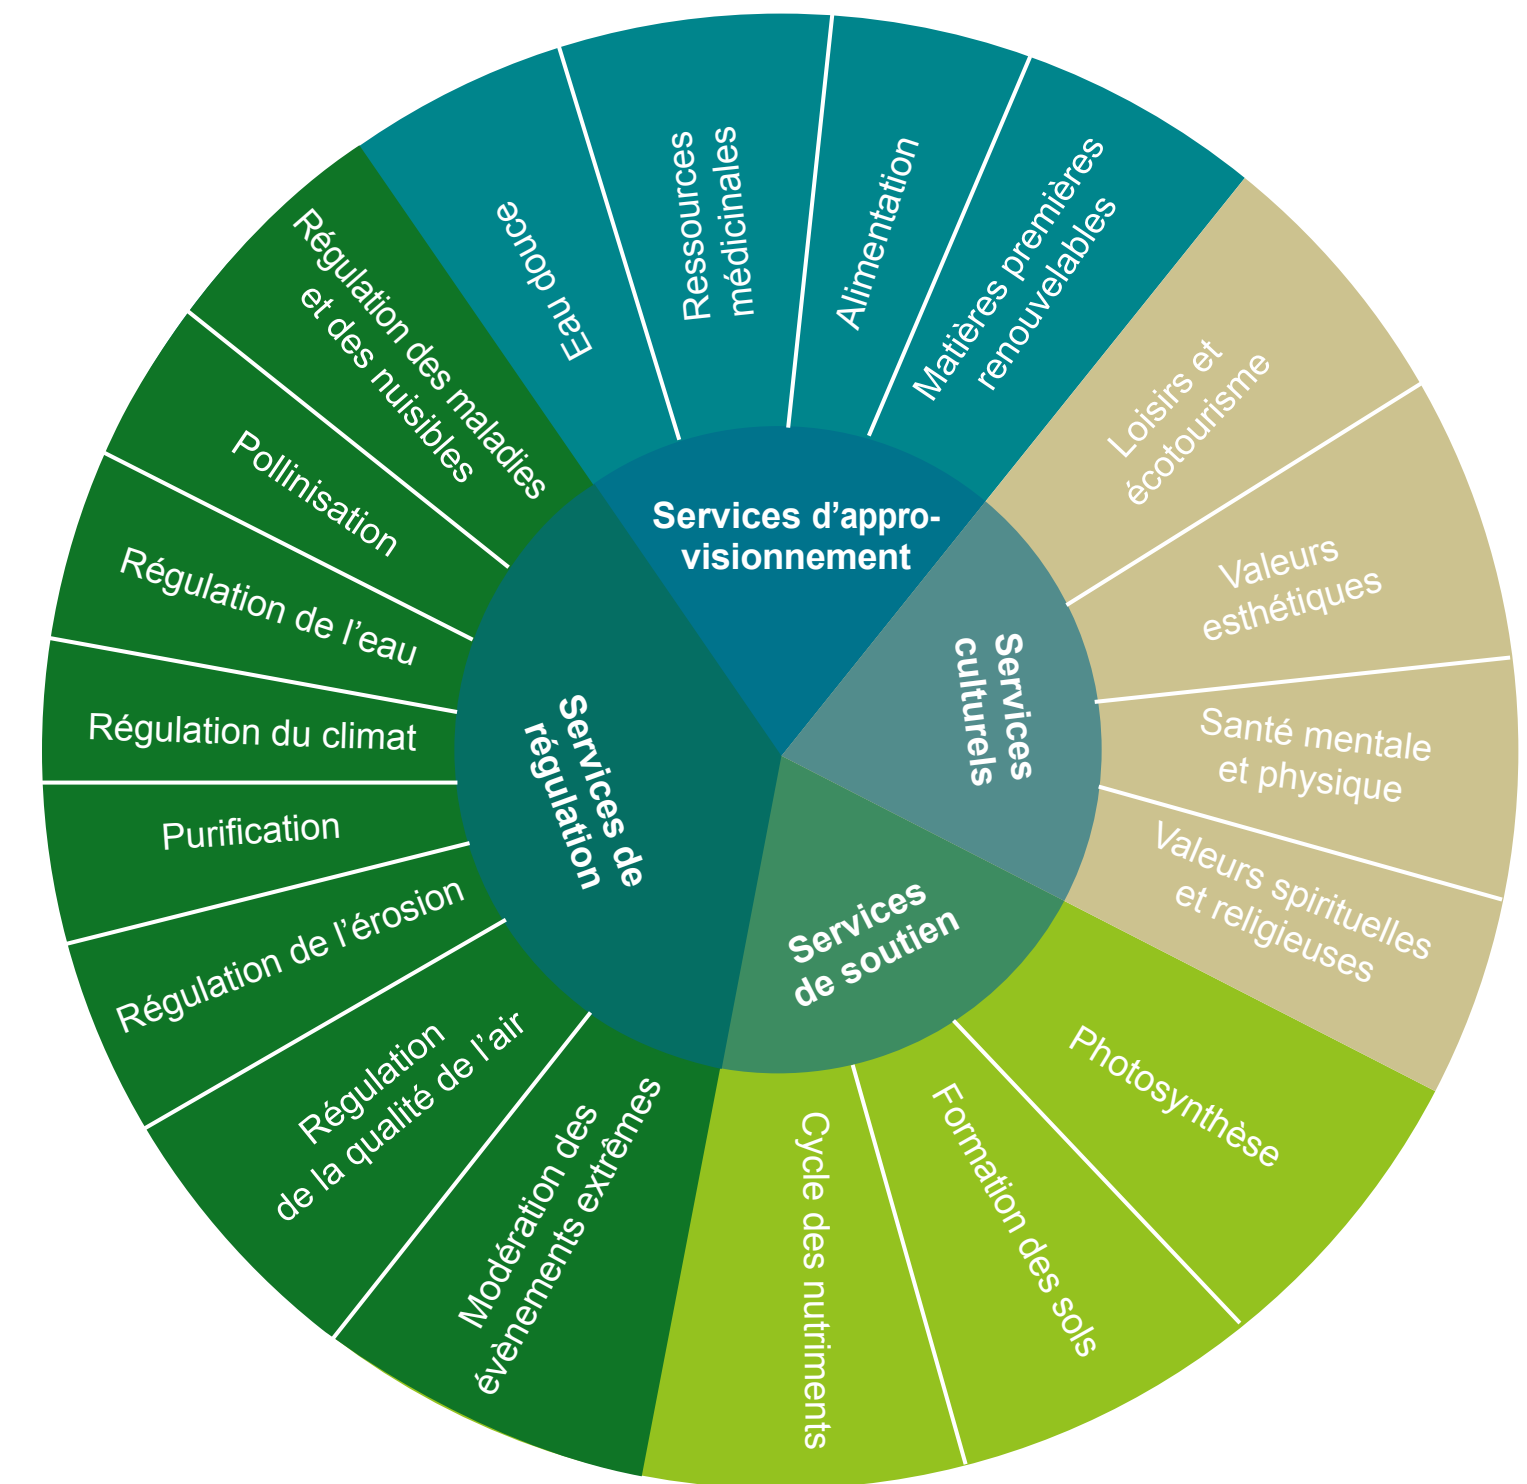 Services d’appro-
visionnement
Eau douce
Ressources
médicinales
Alimentation
Matières premières
renouvelables
Services
culturels
Loisirs et
écotourisme
Valeurs
esthétiques
Santé mentale
et physique
Valeurs spirituelles
et religieuses
Services
de soutien
Photosynthèse
Formation des sols
Cycle des nutriments
Services de
régulation
Modération des
évènements extrêmes
Régulation
de la qualité de l’air
Régulation de l’érosion
Purification
Régulation du climat
Régulation de l’eau
Pollinisation
Régulation des maladies
et des nuisibles